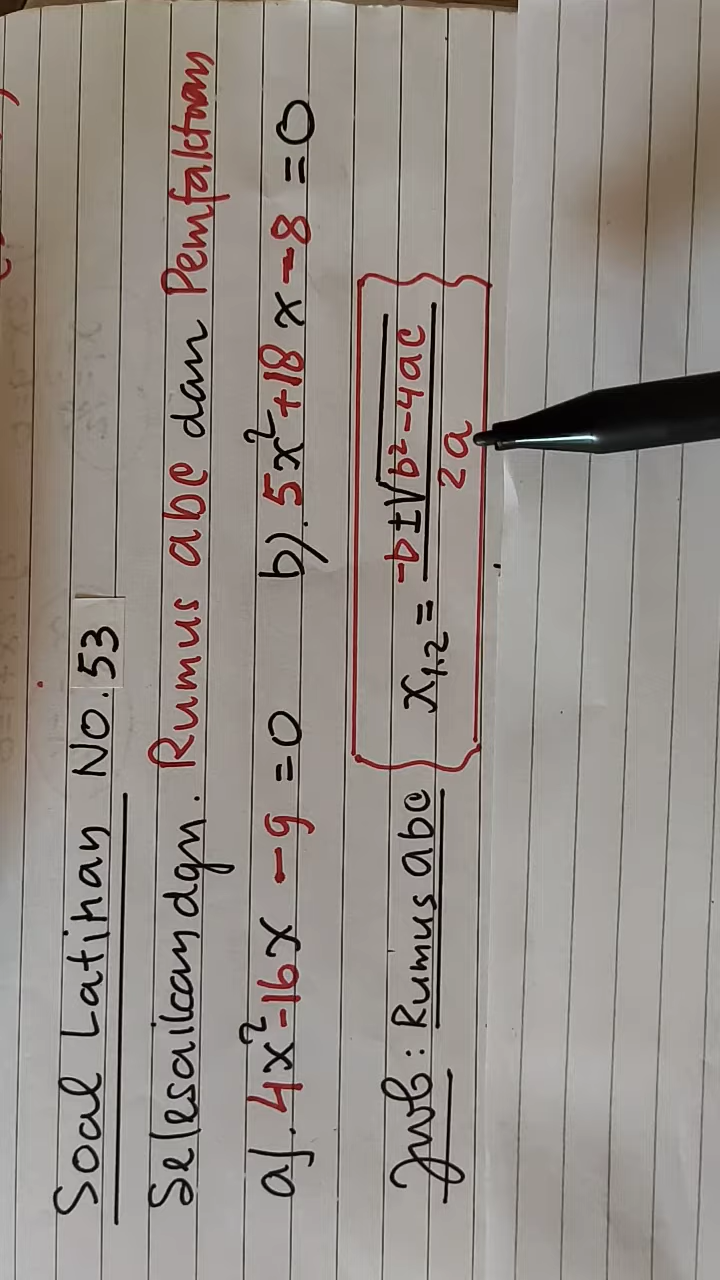 Soal Latihan No. 53
Selesaikan dgn. Rumus abc dan Pemfaktoran
a). 4x²-16x -9 =0 b). 5x²+18x-8=0
Jwb: Rumus abc x₁.₂ = -b±√b²-4ac / 2a